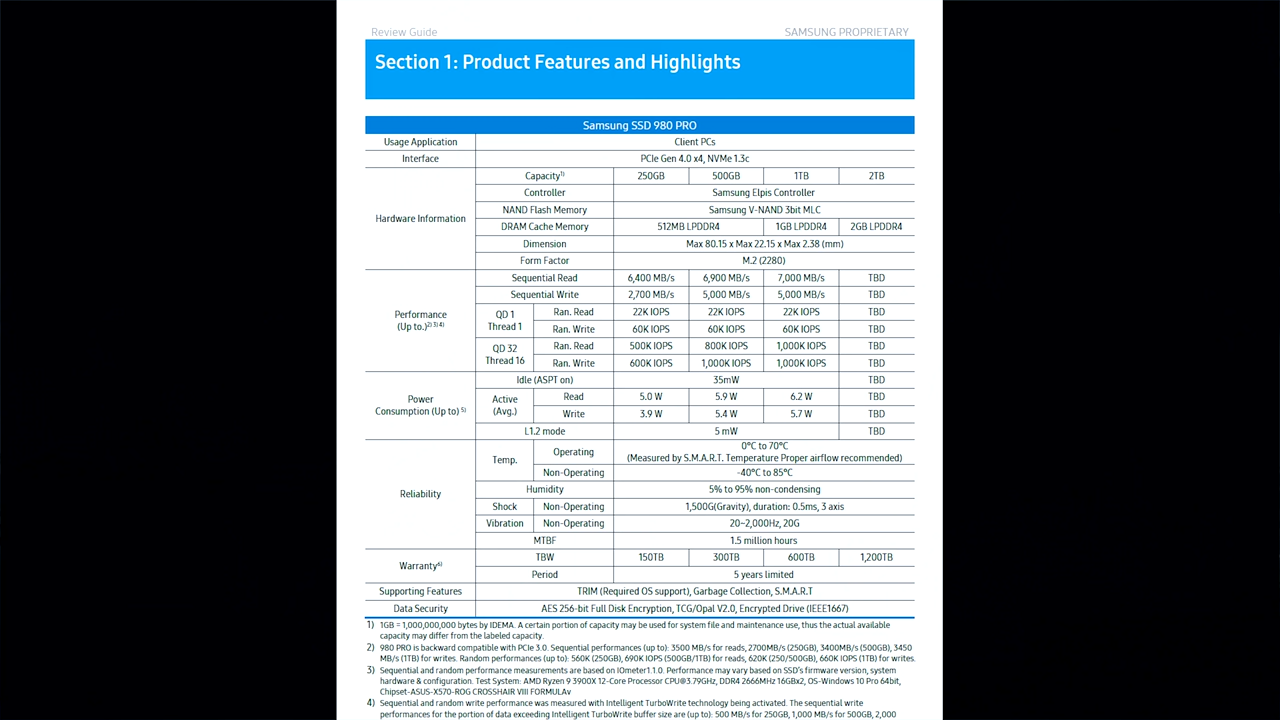 Review Guide SAMSUNG PROPRIETARY
Section 1: Product Features and Highlights
Samsung SSD 980 PRO
Usage Application Client PCs
Interface PCIe Gen 4.0 x4, NVMe 1.3c
Hardware Information
Capacity1) 250GB 500GB 1TB 2TB
Controller Samsung Elpis Controller
NAND Flash Memory Samsung V-NAND 3bit MLC
DRAM Cache Memory 512MB LPDDR4 1GB LPDDR4 2GB LPDDR4
Dimension Max 80.15 x Max 22.15 x Max 2.38 (mm)
Form Factor M.2 (2280)
Performance
(Up to.)2) 3) 4)
Sequential Read 6,400 MB/s 6,900 MB/s 7,000 MB/s TBD
Sequential Write 2,700 MB/s 5,000 MB/s 5,000 MB/s TBD
QD 1
Thread 1
Ran. Read 22K IOPS 22K IOPS 22K IOPS TBD
Ran. Write 60K IOPS 60K IOPS 60K IOPS TBD
QD 32
Thread 16
Ran. Read 500K IOPS 800K IOPS 1,000K IOPS TBD
Ran. Write 600K IOPS 1,000K IOPS 1,000K IOPS TBD
Power
Consumption (Up to) 5)
Idle (ASPT on) 35mW TBD
Active
(Avg.)
Read 5.0 W 5.9 W 6.2 W TBD
Write 3.9 W 5.4 W 5.7 W TBD
L1.2 mode 5 mW TBD
Reliability
Temp.
Operating
0°C to 70°C
(Measured by S.M.A.R.T. Temperature Proper airflow recommended)
Non-Operating -40°C to 85°C
Humidity 5% to 95% non-condensing
Shock Non-Operating 1,500G(Gravity), duration: 0.5ms, 3 axis
Vibration Non-Operating 20~2,000Hz, 20G
MTBF 1.5 million hours
Warranty6)
TBW 150TB 300TB 600TB 1,200TB
Period 5 years limited
Supporting Features TRIM (Required OS support), Garbage Collection, S.M.A.R.T
Data Security AES 256-bit Full Disk Encryption, TCG/Opal V2.0, Encrypted Drive (IEEE1667)
1) 1GB = 1,000,000,000 bytes by IDEMA. A certain portion of capacity may be used for system file and maintenance use, thus the actual available
capacity may differ from the labeled capacity.
2) 980 PRO is backward compatible with PCIe 3.0. Sequential performances (up to): 3500 MB/s for reads, 2700MB/s (250GB), 3400MB/s (500GB), 3450
MB/s (1TB) for writes. Random performances (up to): 560K (250GB), 690K IOPS (500GB/1TB) for reads, 620K (250/500GB), 660K IOPS (1TB) for writes.
3) Sequential and random performance measurements are based on IOmeter1.1.0. Performance may vary based on SSD's firmware version, system
hardware & configuration. Test System: AMD Ryzen 9 3900X 12-Core Processor CPU@3.79GHz, DDR4 2666MHz 16GBx2, OS-Windows 10 Pro 64bit,
Chipset-ASUS-X570-ROG CROSSHAIR VIII FORMULAv
4) Sequential and random write performance was measured with Intelligent TurboWrite technology being activated. The sequential write
performances for the portion of data exceeding Intelligent TurboWrite buffer size are (up to): 500 MB/s for 250GB, 1,000 MB/s for 500GB, 2,000